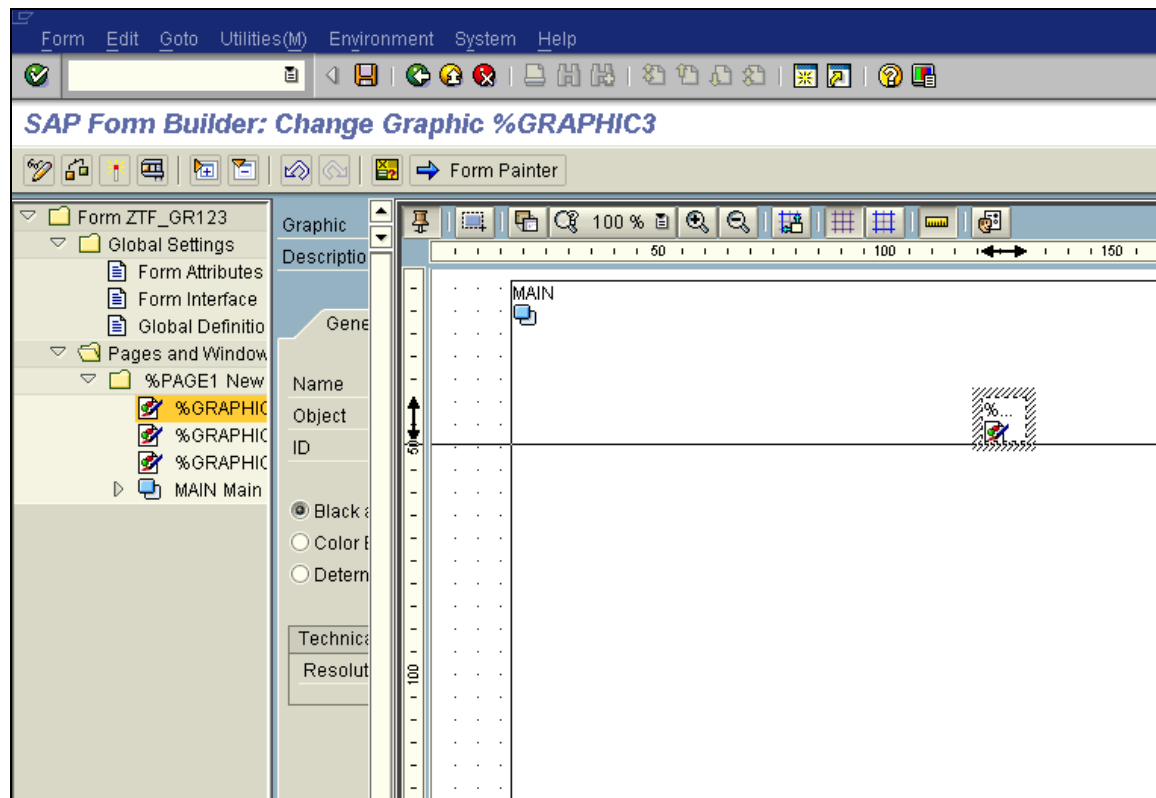 Form Edit Goto Utilities(M) Environment System Help
SAP Form Builder: Change Graphic %GRAPHIC3
Form Painter
Form ZTF_GR123
Global Settings
Form Attributes
Form Interface
Global Definitio
Pages and Window
%PAGE1 New
%GRAPHIC
%GRAPHIC
%GRAPHIC
MAIN Main
Graphic
Descriptio
Gene
Name
Object
ID
Black a
Color B
Determ
Technica
Resolut
100 %
50 100 150
MAIN
%...
50
100